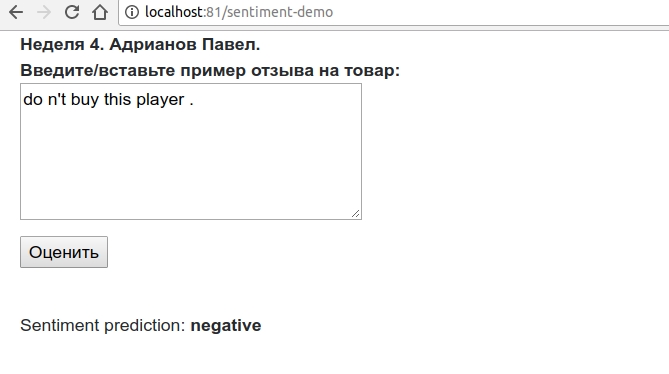 localhost:81/sentiment-demo
Неделя 4. Адрианов Павел.
Введите/вставьте пример отзыва на товар:
do n't buy this player .
Оценить
Sentiment prediction: negative